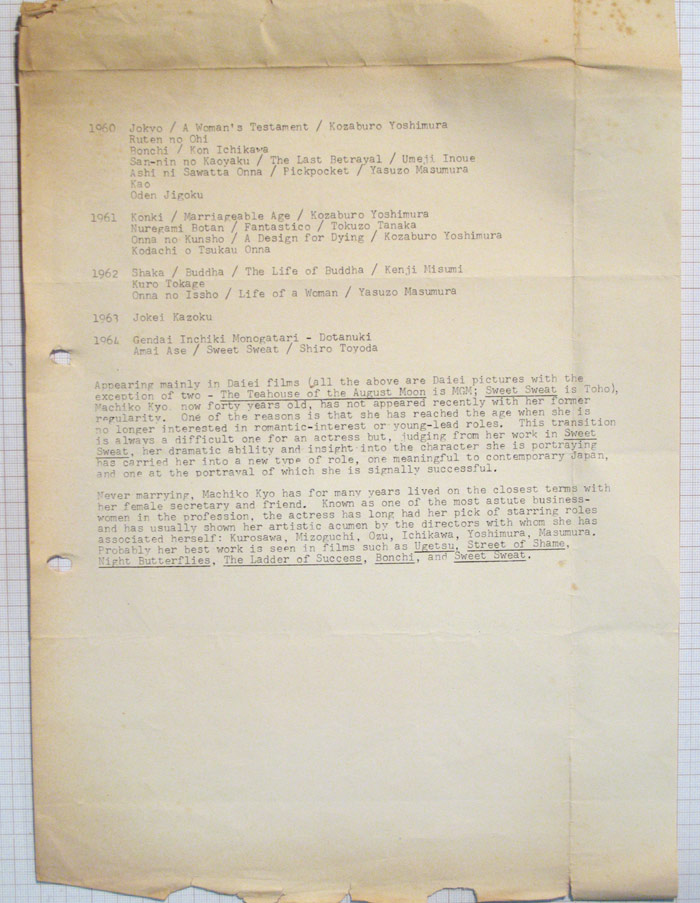 1960 Jokyo / A Woman's Testament / Kozaburo Yoshimura
Ruten no Ohi
Bonchi / Kon Ichikawa
San-nin no Kaoyaku / The Last Betrayal / Umeji Inoue
Ashi ni Sawatta Onna / Pickpocket / Yasuzo Masumura
Kao
Oden Jigoku
1961 Konki / Marriageable Age / Kozaburo Yoshimura
Nuregami Botan / Fantastico / Tokuzo Tanaka
Onna no Kunsho / A Design for Dying / Kozaburo Yoshimura
Kodachi o Tsukau Onna
1962 Shaka / Buddha / The Life of Buddha / Kenji Misumi
Kuro Tokage
Onna no Issho / Life of a Woman / Yasuzo Masumura
1963 Jokei Kazoku
1964 Gendai Inchiki Monogatari - Dotanuki
Amai Ase / Sweet Sweat / Shiro Toyoda
Appearing mainly in Daiei films (all the above are Daiei pictures with the
exception of two - The Teahouse of the August Moon is MGM; Sweet Sweat is Toho),
Machiko Kyo, now forty years old, has not appeared recently with her former
regularity. One of the reasons is that she has reached the age when she is
no longer interested in romantic-interest or young-lead roles. This transition
is always a difficult one for an actress but, judging from her work in Sweet
Sweat, her dramatic ability and insight into the character she is portraying
has carried her into a new type of role, one meaningful to contemporary Japan,
and one at the portrayal of which she is signally successful.
Never marrying, Machiko Kyo has for many years lived on the closest terms with
her female secretary and friend. Known as one of the most astute business-
women in the profession, the actress has long had her pick of starring roles
and has usually shown her artistic acumen by the directors with whom she has
associated herself: Kurosawa, Mizoguchi, Ozu, Ichikawa, Yoshimura, Masumura.
Probably her best work is seen in films such as Ugetsu, Street of Shame,
Night Butterflies, The Ladder of Success, Bonchi, and Sweet Sweat.